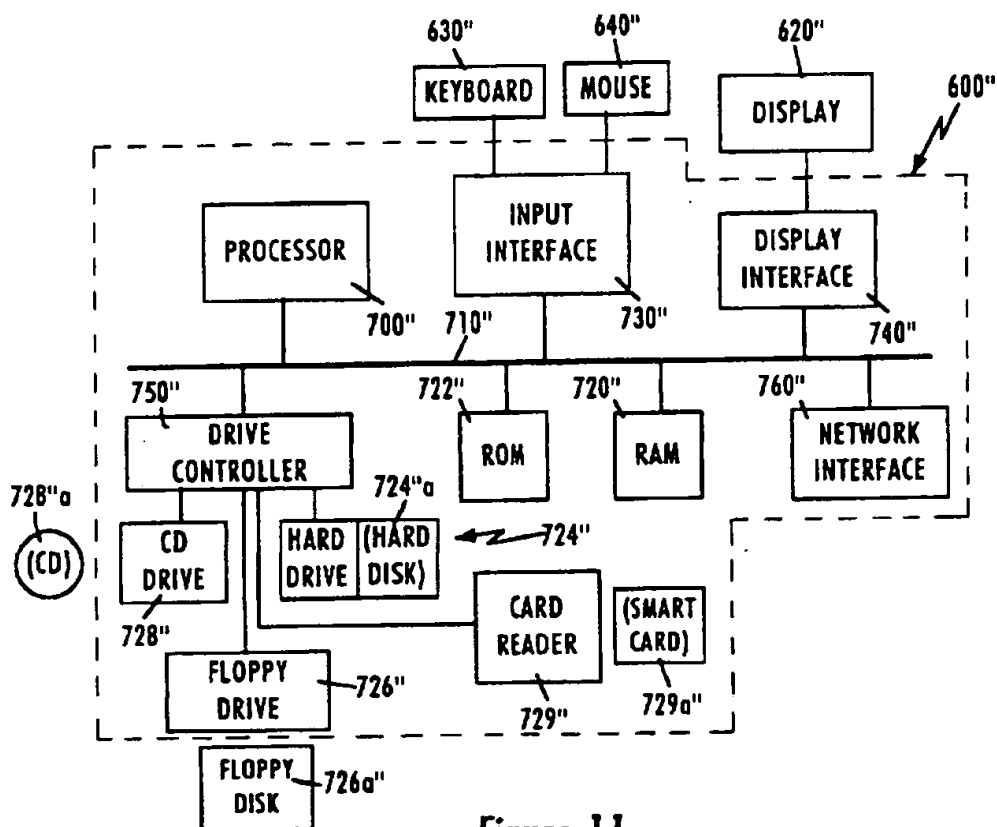 630"
640"
620"
600"
KEYBOARD
MOUSE
DISPLAY
PROCESSOR
INPUT
INTERFACE
DISPLAY
INTERFACE
700"
710"
730"
740"
750"
722"
720"
760"
DRIVE
CONTROLLER
ROM
RAM
NETWORK
INTERFACE
728"a
(CD)
724"a
CD
DRIVE
HARD
DRIVE
(HARD
DISK)
724"
728"
CARD
READER
(SMART
CARD)
FLOPPY
DRIVE
726"
729"
729a"
FLOPPY
DISK
726a"
Figure 11